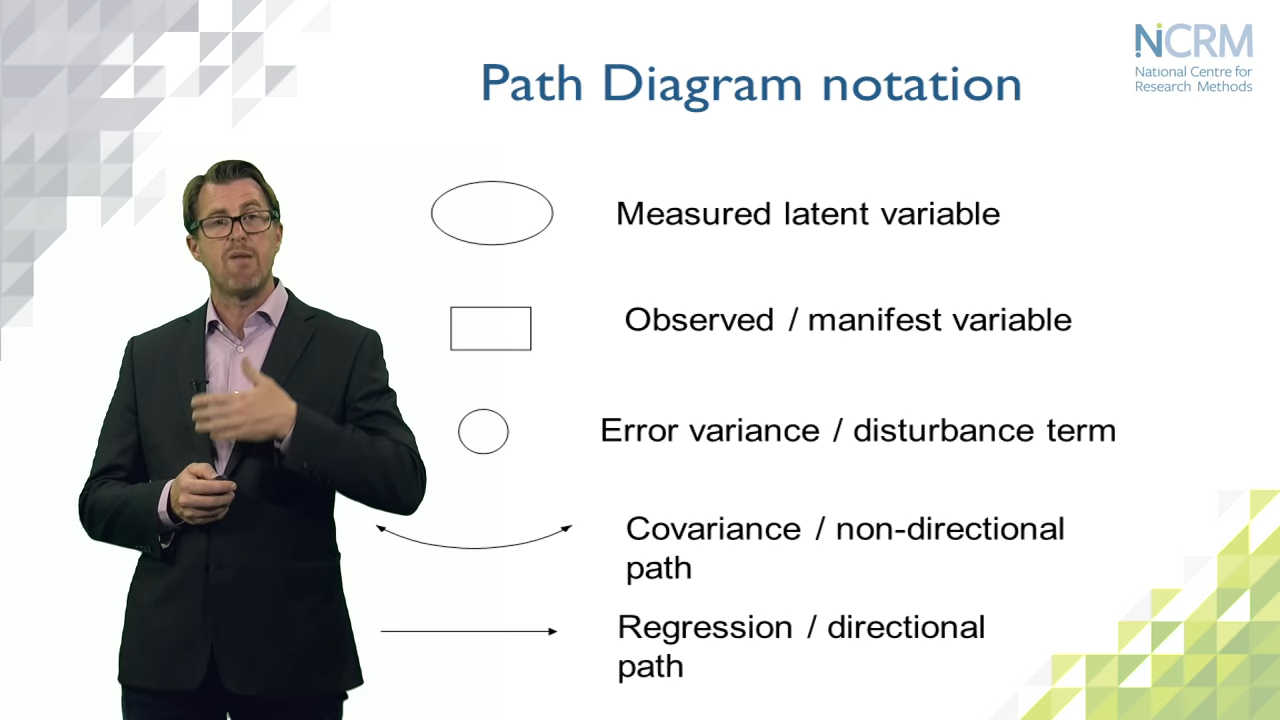 Path Diagram notation
NCRM
National Centre for
Research Methods
Measured latent variable
Observed / manifest variable
Error variance / disturbance term
Covariance / non-directional
path
Regression / directional
path